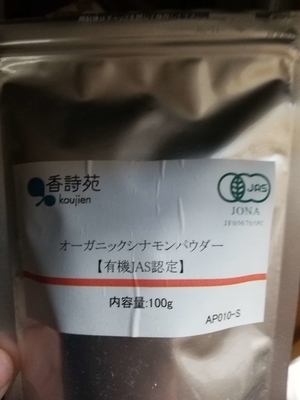 香詩苑
koujien
JAS
JONA
オーガニックシナモンパウダー
【有機JAS認定】
内容量:100g
AP010-S